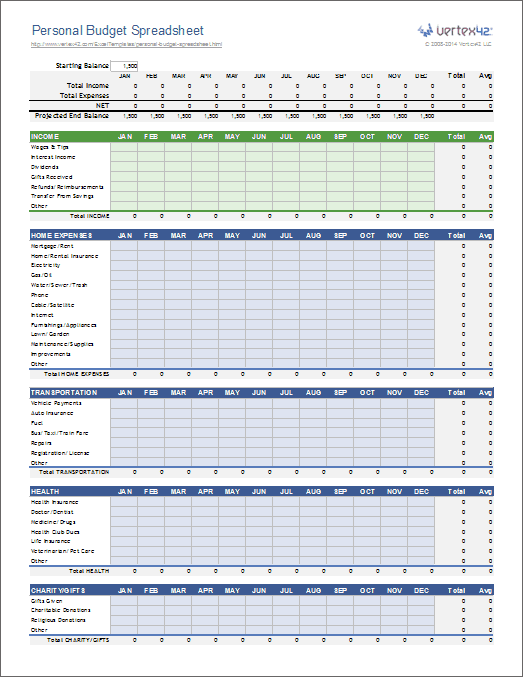 Personal Budget Spreadsheet
vertex42
http://www.vertex42.com/ExcelTemplates/personal-budget-spreadsheet.html
© 2008-2014 Vertex42 LLC
Starting Balance 1,500
JAN FEB MAR APR MAY JUN JUL AUG SEP OCT NOV DEC Total Avg
Total Income 0 0 0 0 0 0 0 0 0 0 0 0 0 0
Total Expenses 0 0 0 0 0 0 0 0 0 0 0 0 0 0
NET 0 0 0 0 0 0 0 0 0 0 0 0 0 0
Projected End Balance 1,500 1,500 1,500 1,500 1,500 1,500 1,500 1,500 1,500 1,500 1,500 1,500
INCOME JAN FEB MAR APR MAY JUN JUL AUG SEP OCT NOV DEC Total Avg
Wages & Tips 0 0
Interest Income 0 0
Dividends 0 0
Gifts Received 0 0
Refunds/Reimbursements 0 0
Transfer From Savings 0 0
Other 0 0
Total INCOME 0 0 0 0 0 0 0 0 0 0 0 0 0 0
HOME EXPENSES JAN FEB MAR APR MAY JUN JUL AUG SEP OCT NOV DEC Total Avg
Mortgage/Rent 0 0
Home/Rental Insurance 0 0
Electricity 0 0
Gas/Oil 0 0
Water/Sewer/Trash 0 0
Phone 0 0
Cable/Satellite 0 0
Internet 0 0
Furnishings/Appliances 0 0
Lawn/Garden 0 0
Maintenance/Supplies 0 0
Improvements 0 0
Other 0 0
Total HOME EXPENSES 0 0 0 0 0 0 0 0 0 0 0 0 0 0
TRANSPORTATION JAN FEB MAR APR MAY JUN JUL AUG SEP OCT NOV DEC Total Avg
Vehicle Payments 0 0
Auto Insurance 0 0
Fuel 0 0
Bus/Taxi/Train Fare 0 0
Repairs 0 0
Registration/License 0 0
Other 0 0
Total TRANSPORTATION 0 0 0 0 0 0 0 0 0 0 0 0 0 0
HEALTH JAN FEB MAR APR MAY JUN JUL AUG SEP OCT NOV DEC Total Avg
Health Insurance 0 0
Doctor/Dentist 0 0
Medicine/Drugs 0 0
Health Club Dues 0 0
Life Insurance 0 0
Veterinarian/Pet Care 0 0
Other 0 0
Total HEALTH 0 0 0 0 0 0 0 0 0 0 0 0 0 0
CHARITY/GIFTS JAN FEB MAR APR MAY JUN JUL AUG SEP OCT NOV DEC Total Avg
Gifts Given 0 0
Charitable Donations 0 0
Religious Donations 0 0
Other 0 0
Total CHARITY/GIFTS 0 0 0 0 0 0 0 0 0 0 0 0 0 0